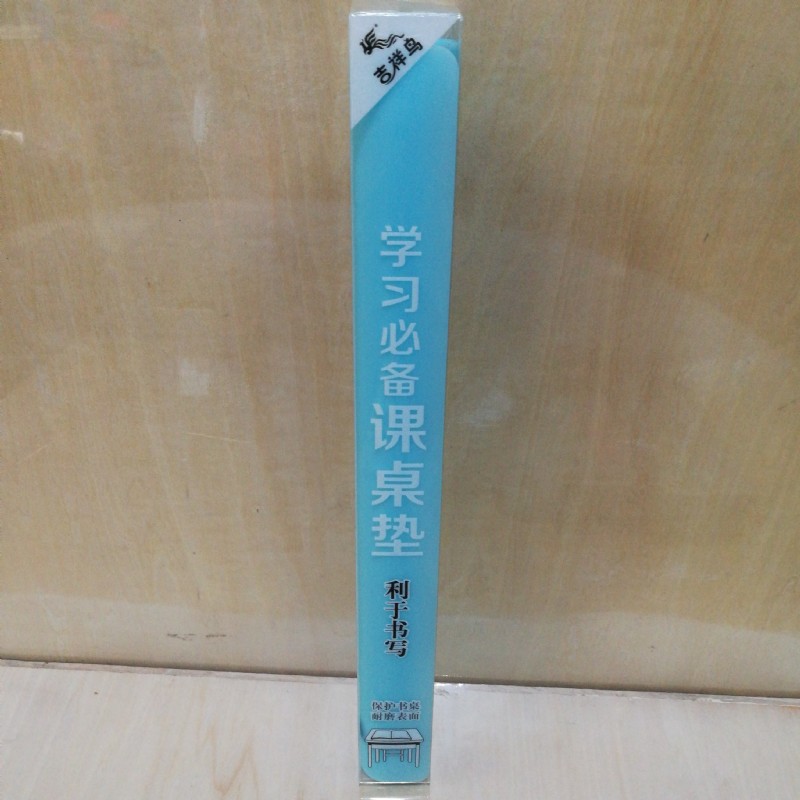 吉祥鸟
学习必备课桌垫
利于书写
保护书桌
耐磨表面